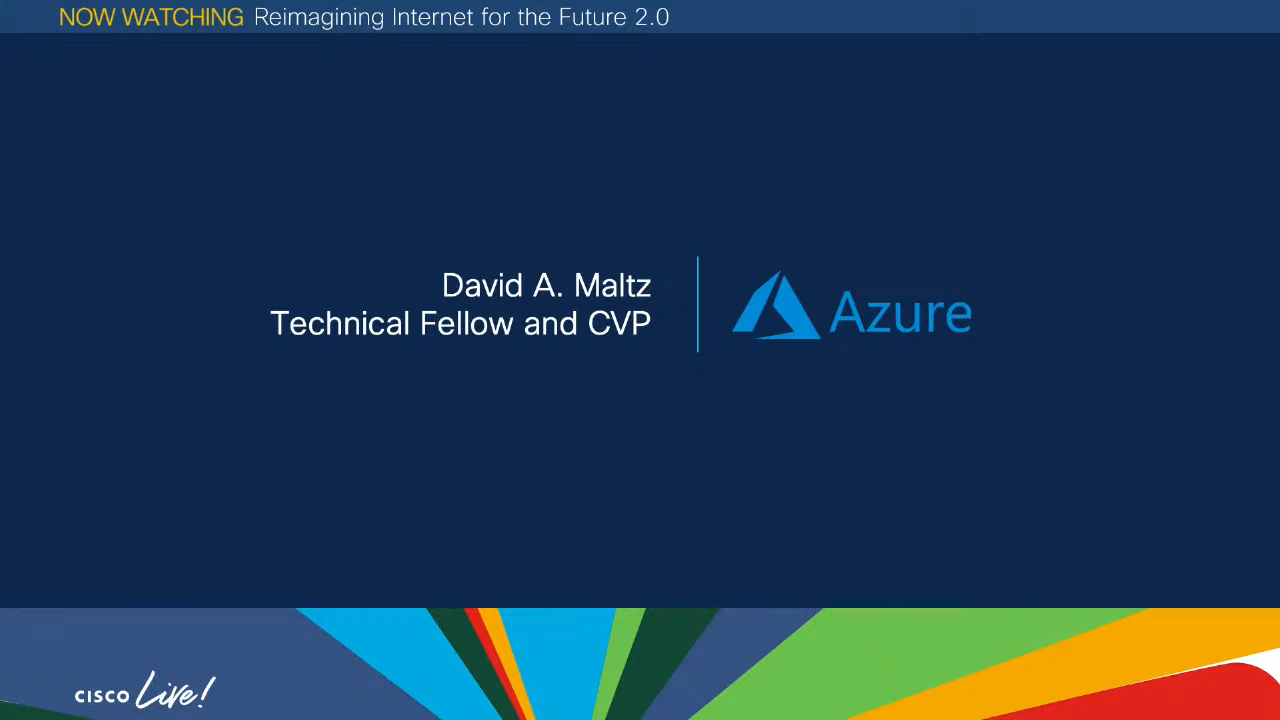 NOW WATCHING Reimagining Internet for the Future 2.0
David A. Maltz
Technical Fellow and CVP
Azure
CISCO Live!